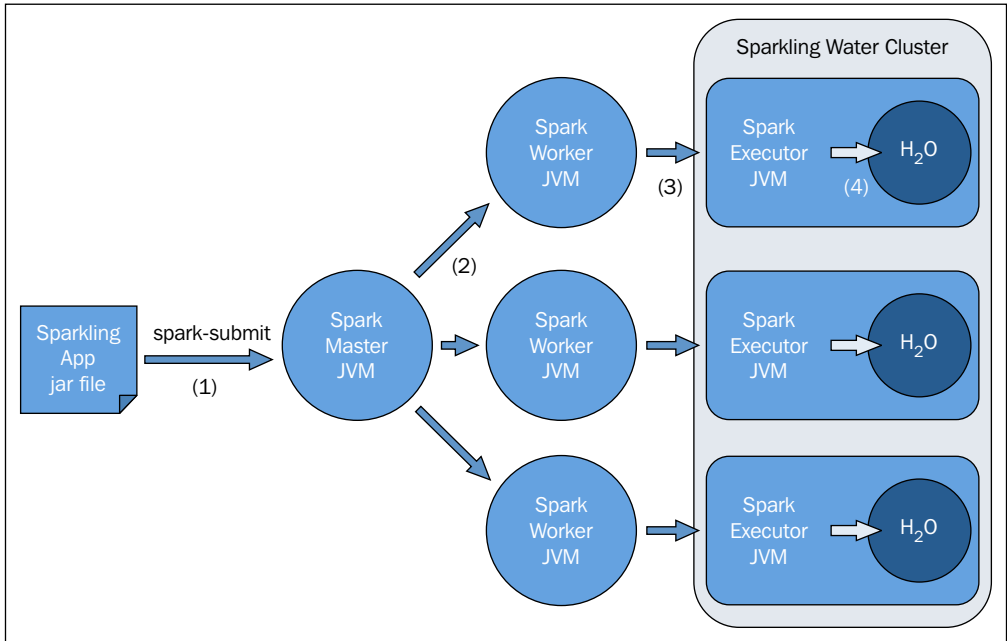 Sparkling Water Cluster
Spark
Worker
JVM
(3)
Spark
Executor
JVM
(4)
H₂O
(2)
Sparkling
App
jar file
spark-submit
(1)
Spark
Master
JVM
Spark
Worker
JVM
Spark
Executor
JVM
H₂O
Spark
Worker
JVM
Spark
Executor
JVM
H₂O